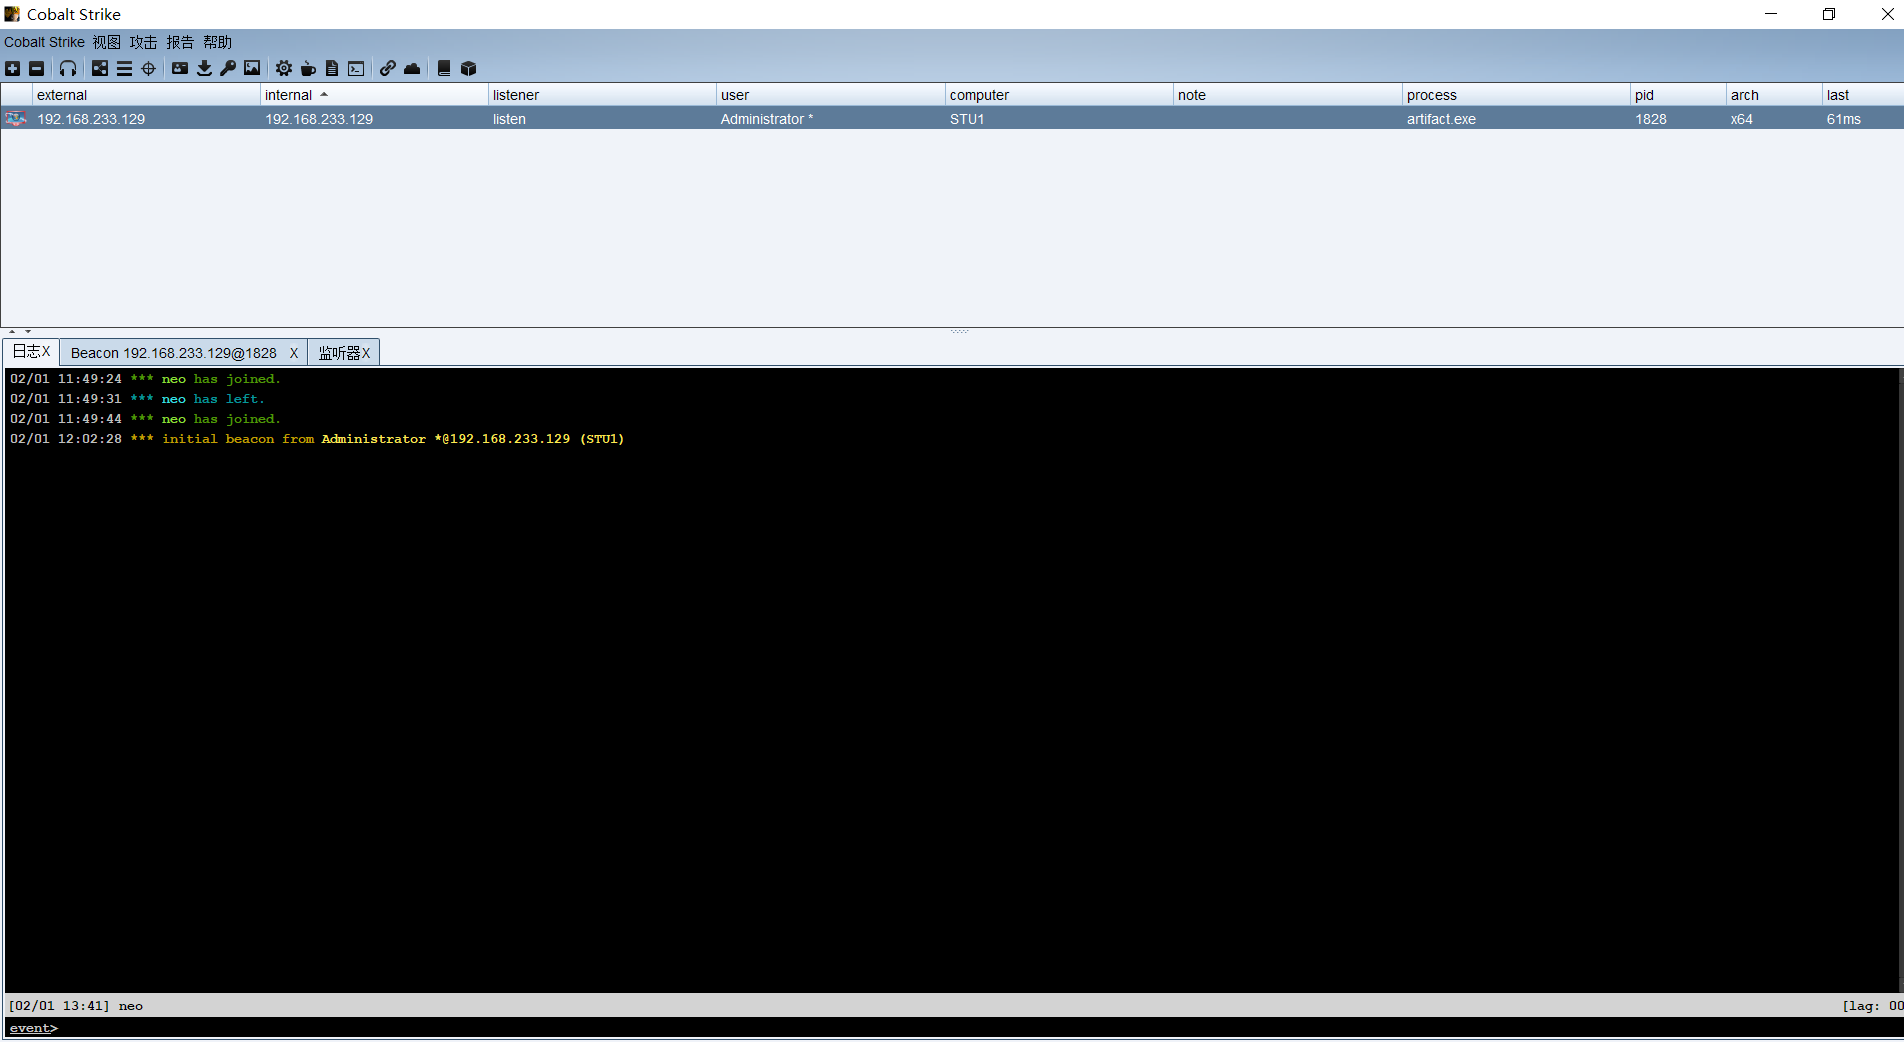 Cobalt Strike
Cobalt Strike 视图 攻击 报告 帮助
external internal listener user computer note process pid arch last
192.168.233.129 192.168.233.129 listen Administrator * STU1 artifact.exe 1828 x64 61ms
日志X Beacon 192.168.233.129@1828 X 监听器X
02/01 11:49:24 *** neo has joined.
02/01 11:49:31 *** neo has left.
02/01 11:49:44 *** neo has joined.
02/01 12:02:28 *** initial beacon from Administrator *@192.168.233.129 (STU1)
[02/01 13:41] neo [lag: 00
event>